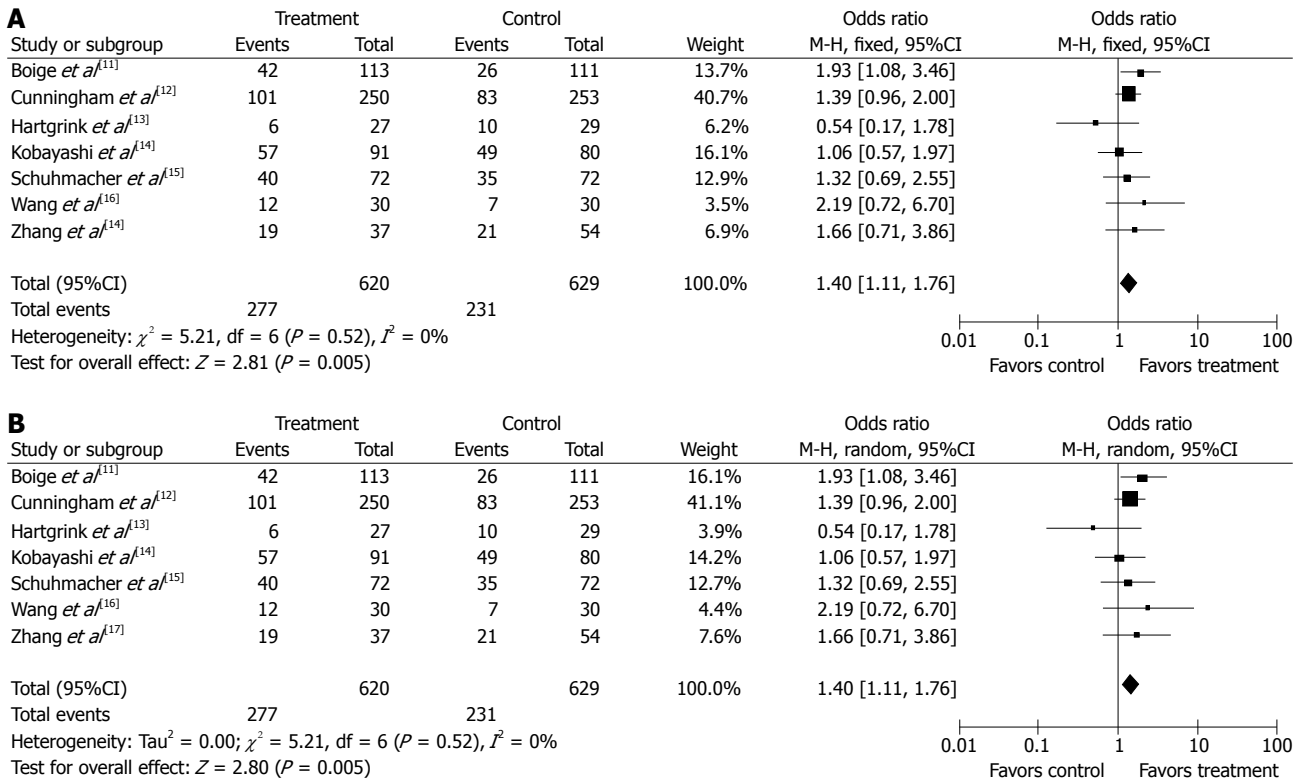 A Treatment Control Odds ratio Odds ratio
Study or subgroup Events Total Events Total Weight M-H, fixed, 95%CI M-H, fixed, 95%CI
Boige et al[11] 42 113 26 111 13.7% 1.93 [1.08, 3.46]
Cunningham et al[12] 101 250 83 253 40.7% 1.39 [0.96, 2.00]
Hartgrink et al[13] 6 27 10 29 6.2% 0.54 [0.17, 1.78]
Kobayashi et al[14] 57 91 49 80 16.1% 1.06 [0.57, 1.97]
Schuhmacher et al[15] 40 72 35 72 12.9% 1.32 [0.69, 2.55]
Wang et al[16] 12 30 7 30 3.5% 2.19 [0.72, 6.70]
Zhang et al[14] 19 37 21 54 6.9% 1.66 [0.71, 3.86]
Total (95%CI) 620 629 100.0% 1.40 [1.11, 1.76]
Total events 277 231
Heterogeneity: χ² = 5.21, df = 6 (P = 0.52), I² = 0%
Test for overall effect: Z = 2.81 (P = 0.005)
0.01 0.1 1 10 100
Favors control Favors treatment
B Treatment Control Odds ratio Odds ratio
Study or subgroup Events Total Events Total Weight M-H, random, 95%CI M-H, random, 95%CI
Boige et al[11] 42 113 26 111 16.1% 1.93 [1.08, 3.46]
Cunningham et al[12] 101 250 83 253 41.1% 1.39 [0.96, 2.00]
Hartgrink et al[13] 6 27 10 29 3.9% 0.54 [0.17, 1.78]
Kobayashi et al[14] 57 91 49 80 14.2% 1.06 [0.57, 1.97]
Schuhmacher et al[15] 40 72 35 72 12.7% 1.32 [0.69, 2.55]
Wang et al[16] 12 30 7 30 4.4% 2.19 [0.72, 6.70]
Zhang et al[17] 19 37 21 54 7.6% 1.66 [0.71, 3.86]
Total (95%CI) 620 629 100.0% 1.40 [1.11, 1.76]
Total events 277 231
Heterogeneity: Tau² = 0.00; χ² = 5.21, df = 6 (P = 0.52), I² = 0%
Test for overall effect: Z = 2.80 (P = 0.005)
0.01 0.1 1 10 100
Favors control Favors treatment